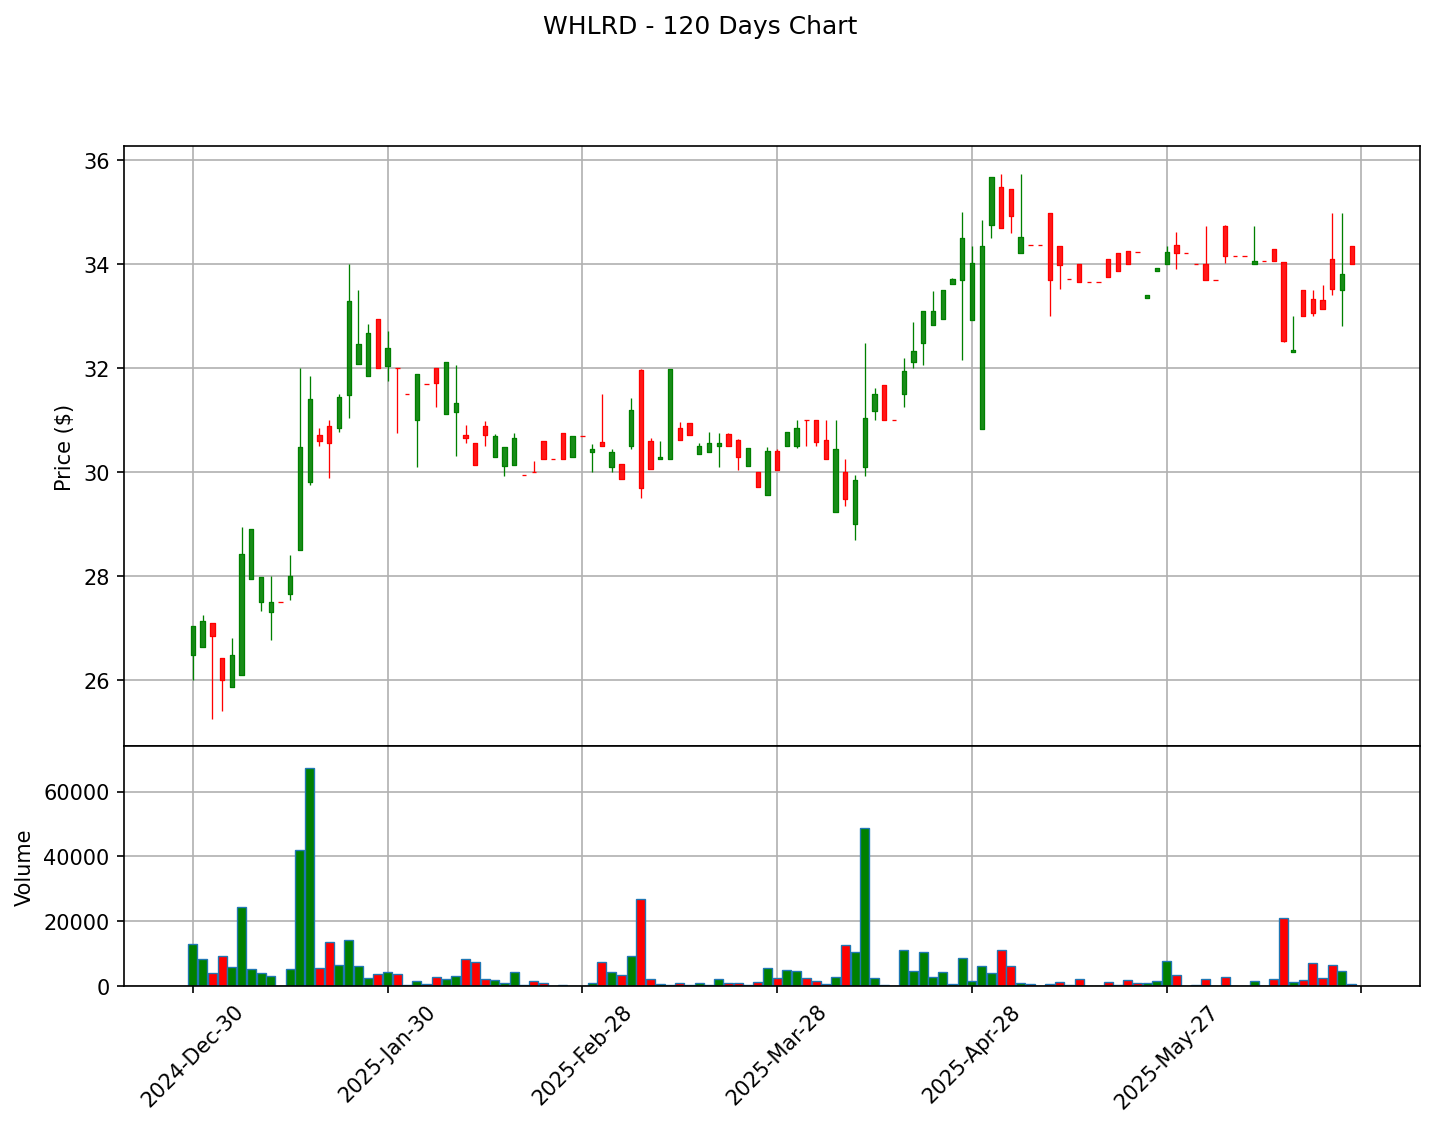 WHLRD - 120 Days Chart
36
34
32
30
28
26
Price ($)
60000
40000
20000
0
Volume
2024-Dec-30
2025-Jan-30
2025-Feb-28
2025-Mar-28
2025-Apr-28
2025-May-27